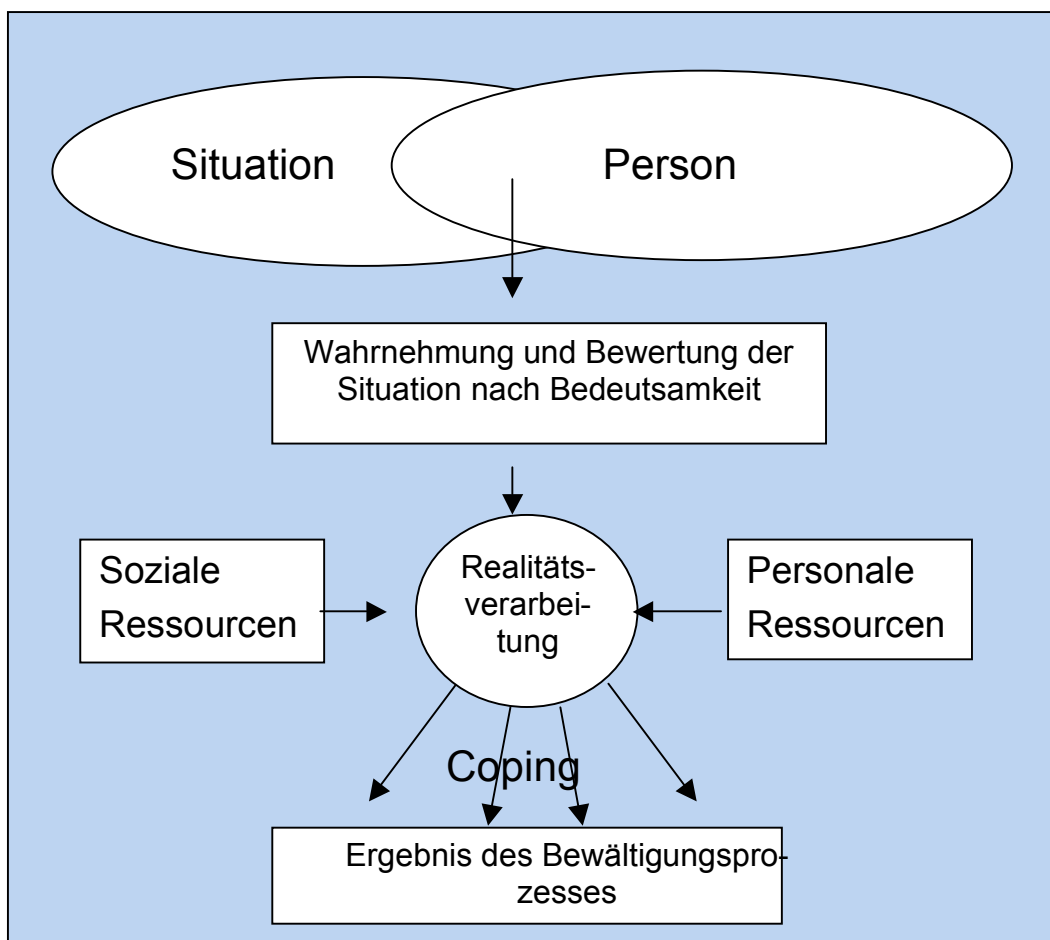 Situation
Person
Wahrnehmung und Bewertung der
Situation nach Bedeutsamkeit
Soziale
Ressourcen
Realitäts-
verarbei-
tung
Personale
Ressourcen
Coping
Ergebnis des Bewältigungspro-
zesses